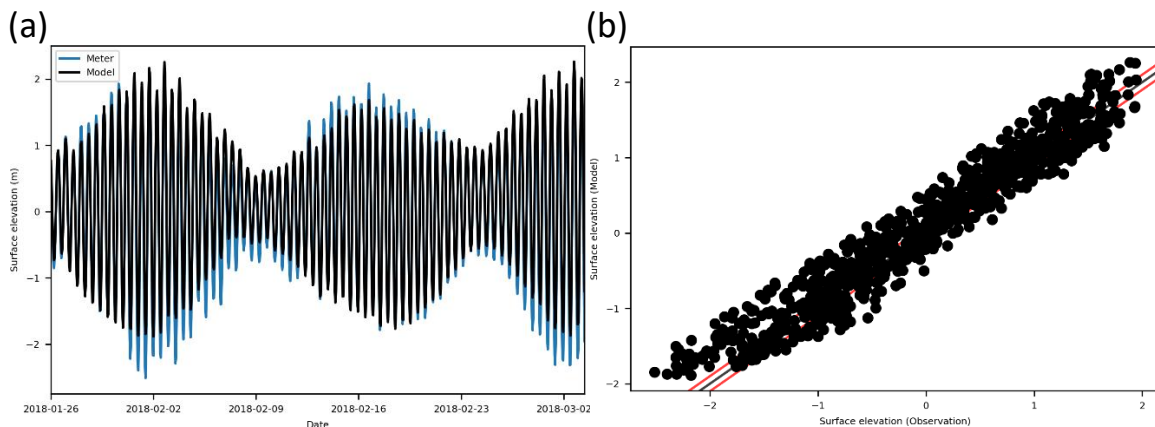 (a)
Meter
Model
Surface elevation (m)
2
1
0
−1
−2
2018-01-26
2018-02-02
2018-02-09
2018-02-16
2018-02-23
2018-03-02
Date
(b)
Surface elevation (Model)
2
1
0
−1
−2
−2
−1
0
1
2
Surface elevation (Observation)